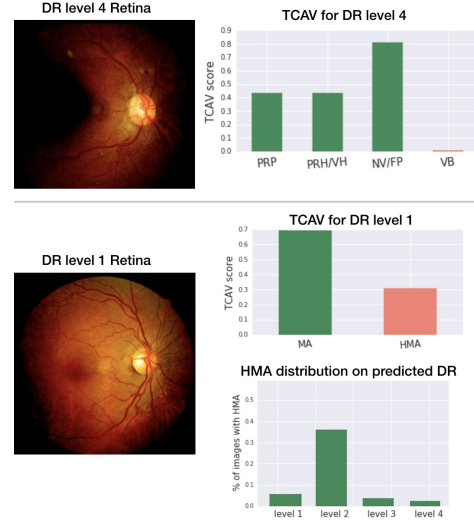 DR level 4 Retina
TCAV for DR level 4
TCAV score
0.9
0.8
0.7
0.6
0.5
0.4
0.3
0.2
0.1
0.0
PRP
PRH/VH
NV/FP
VB
DR level 1 Retina
TCAV for DR level 1
TCAV score
0.7
0.6
0.5
0.4
0.3
0.2
0.1
0.0
MA
HMA
HMA distribution on predicted DR
% of images with HMA
0.5
0.4
0.3
0.2
0.1
0.0
level 1
level 2
level 3
level 4